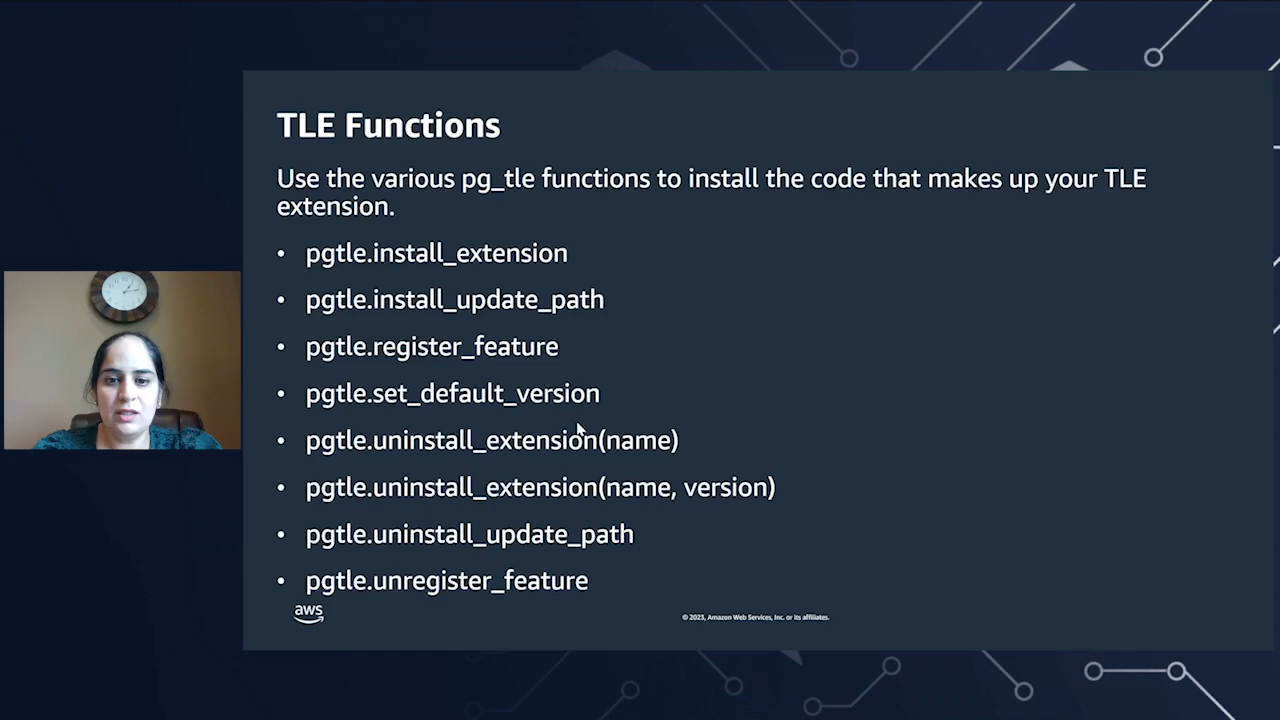 TLE Functions
Use the various pg_tle functions to install the code that makes up your TLE
extension.
• pgtle.install_extension
• pgtle.install_update_path
• pgtle.register_feature
• pgtle.set_default_version
• pgtle.uninstall_extension(name)
• pgtle.uninstall_extension(name, version)
• pgtle.uninstall_update_path
• pgtle.unregister_feature
aws
© 2023, Amazon Web Services, Inc. or its affiliates.